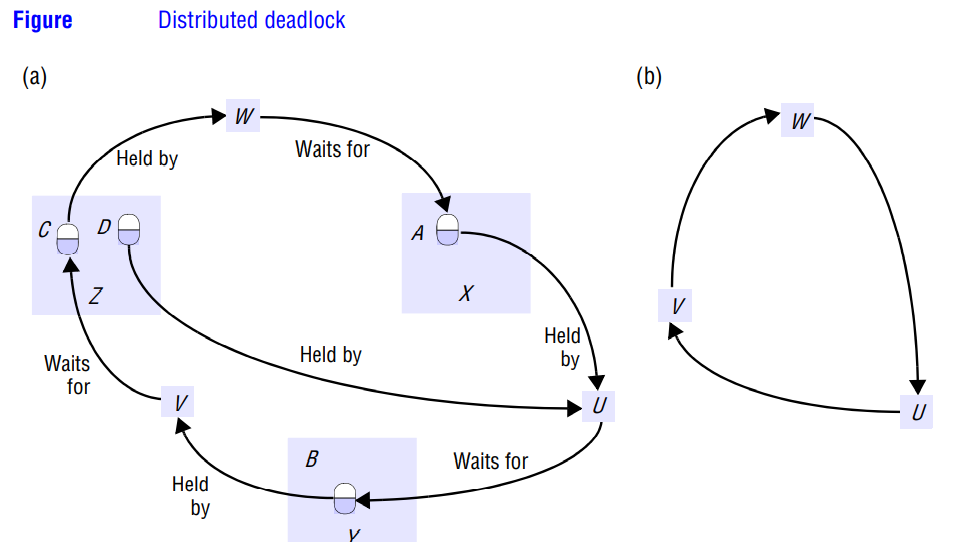 Figure Distributed deadlock
(a)
(b)
W
W
Held by
Waits for
C
D
A
Z
X
V
Held
by
Waits
for
Held by
V
U
U
B
Waits for
Held
by
Y